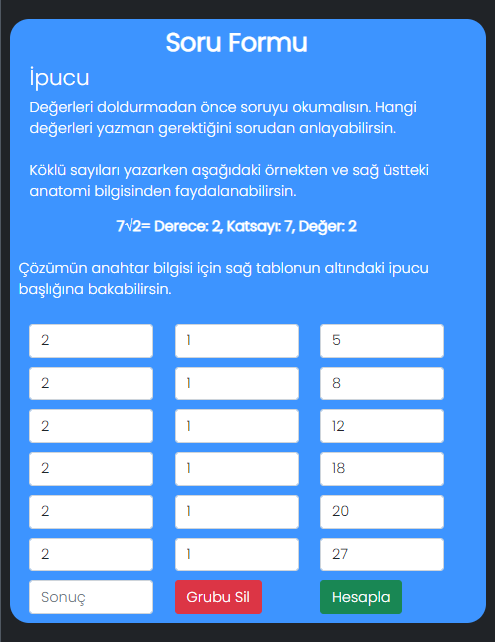 Soru Formu
İpucu
Değerleri doldurmadan önce soruyu okumalısın. Hangi
değerleri yazman gerektiğini sorudan anlayabilirsin.
Köklü sayıları yazarken aşağıdaki örnekten ve sağ üstteki
anatomi bilgisinden faydalanabilirsin.
7√2= Derece: 2, Katsayı: 7, Değer: 2
Çözümün anahtar bilgisi için sağ tablonun altındaki ipucu
başlığına bakabilirsin.
2 1 5
2 1 8
2 1 12
2 1 18
2 1 20
2 1 27
Sonuç Grubu Sil Hesapla